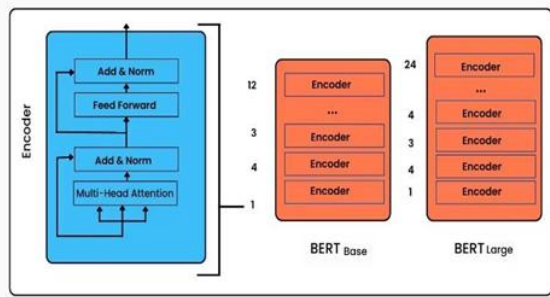 Encoder
Add & Norm
Feed Forward
Add & Norm
Multi-Head Attention
12
Encoder
...
3
Encoder
4
Encoder
1
Encoder
BERT Base
24
Encoder
...
4
Encoder
3
Encoder
4
Encoder
1
Encoder
BERT Large